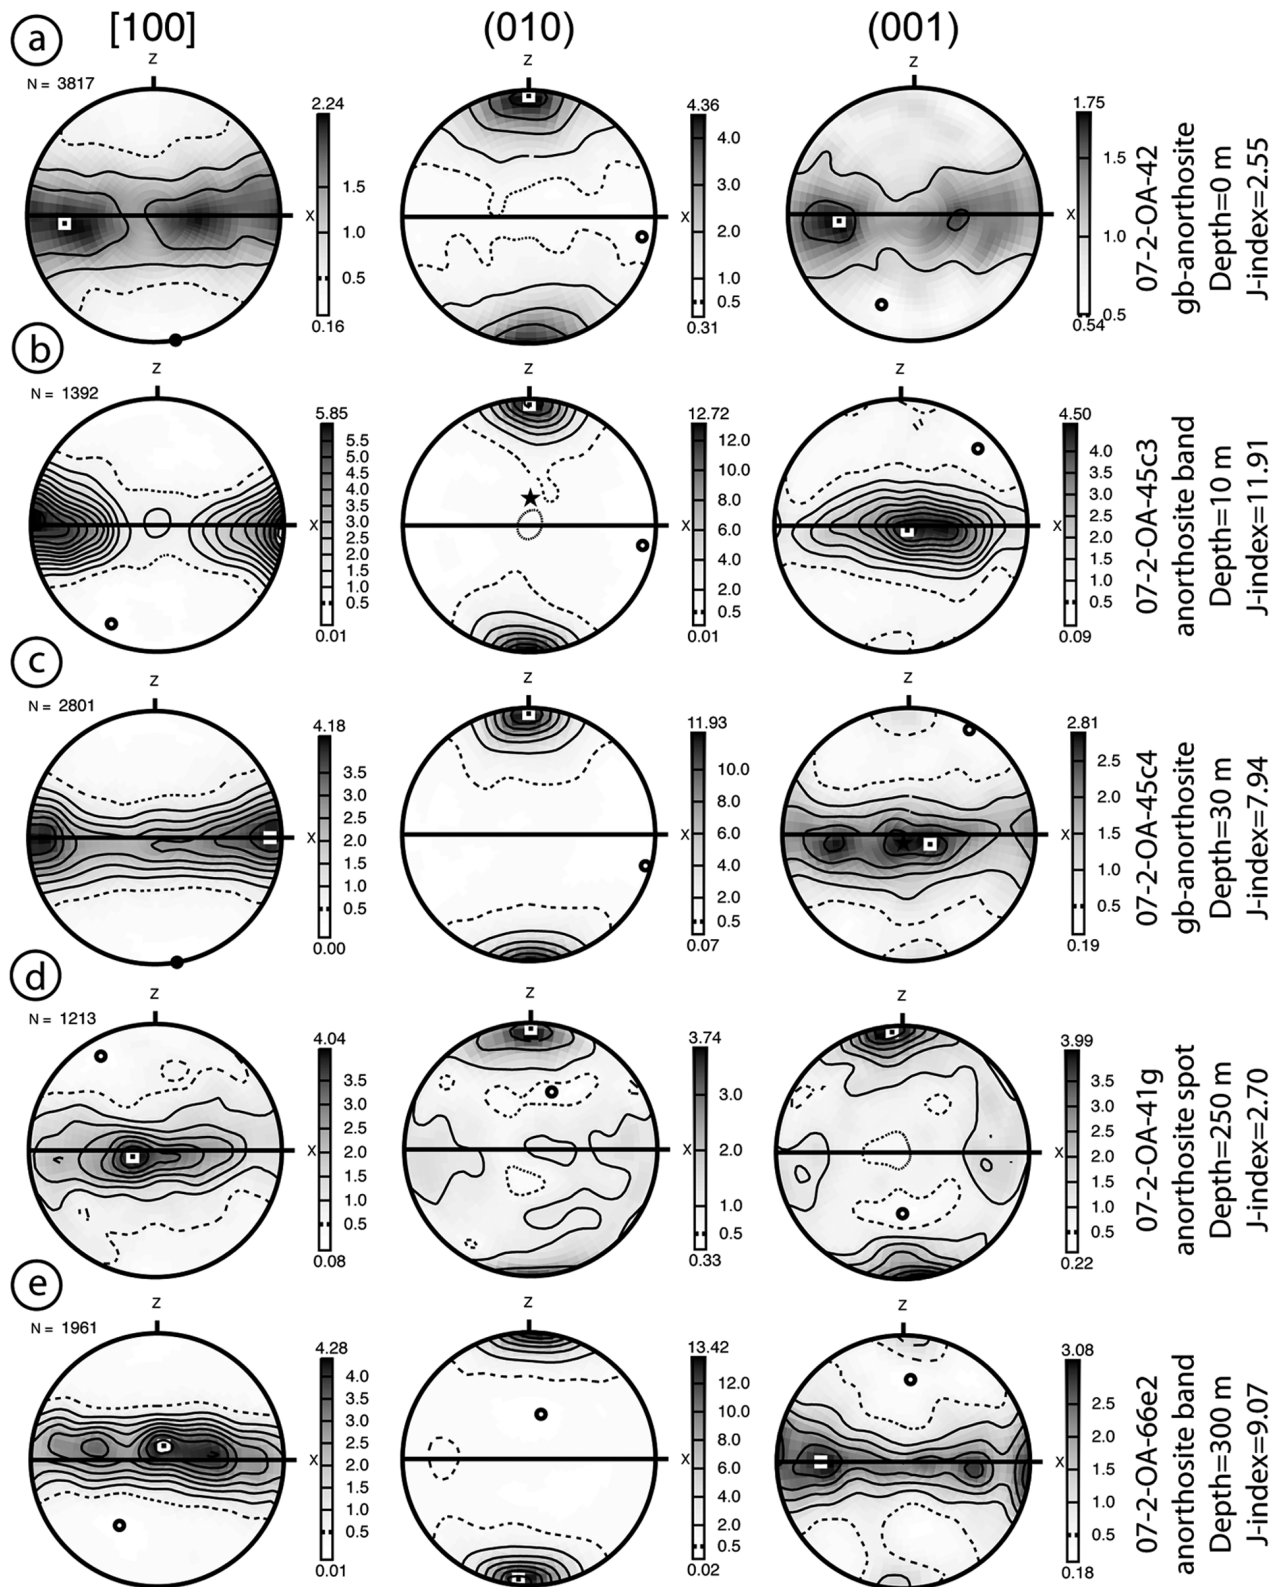 [100] (010) (001)
a
Z Z Z
N = 3817
2.24 4.36 1.75
1.5 1.0 0.5 0.16
4.0 3.0 2.0 1.0 0.5 0.31
1.5 1.0 0.5 0.54
X X X
07-2-OA-42
gb-anorthosite
Depth=0 m
J-index=2.55
b
Z Z Z
N = 1392
5.85 12.72 4.50
5.5 5.0 4.5 4.0 3.5 3.0 2.5 2.0 1.5 1.0 0.5 0.01
12.0 10.0 8.0 6.0 4.0 2.0 0.5 0.01
4.0 3.5 3.0 2.5 2.0 1.5 1.0 0.5 0.09
X X X
07-2-OA-45c3
anorthosite band
Depth=10 m
J-index=11.91
c
Z Z Z
N = 2801
4.18 11.93 2.81
3.5 3.0 2.5 2.0 1.5 1.0 0.5 0.00
10.0 8.0 6.0 4.0 2.0 0.5 0.07
2.5 2.0 1.5 1.0 0.5 0.19
X X X
07-2-OA-45c4
gb-anorthosite
Depth=30 m
J-index=7.94
d
Z Z Z
N = 1213
4.04 3.74 3.99
3.5 3.0 2.5 2.0 1.5 1.0 0.5 0.08
3.0 2.0 1.0 0.5 0.33
3.5 3.0 2.5 2.0 1.5 1.0 0.5 0.22
X X X
07-2-OA-41g
anorthosite spot
Depth=250 m
J-index=2.70
e
Z Z Z
N = 1961
4.28 13.42 3.08
4.0 3.5 3.0 2.5 2.0 1.5 1.0 0.5 0.01
12.0 10.0 8.0 6.0 4.0 2.0 0.5 0.02
2.5 2.0 1.5 1.0 0.5 0.18
X X X
07-2-OA-66e2
anorthosite band
Depth=300 m
J-index=9.07